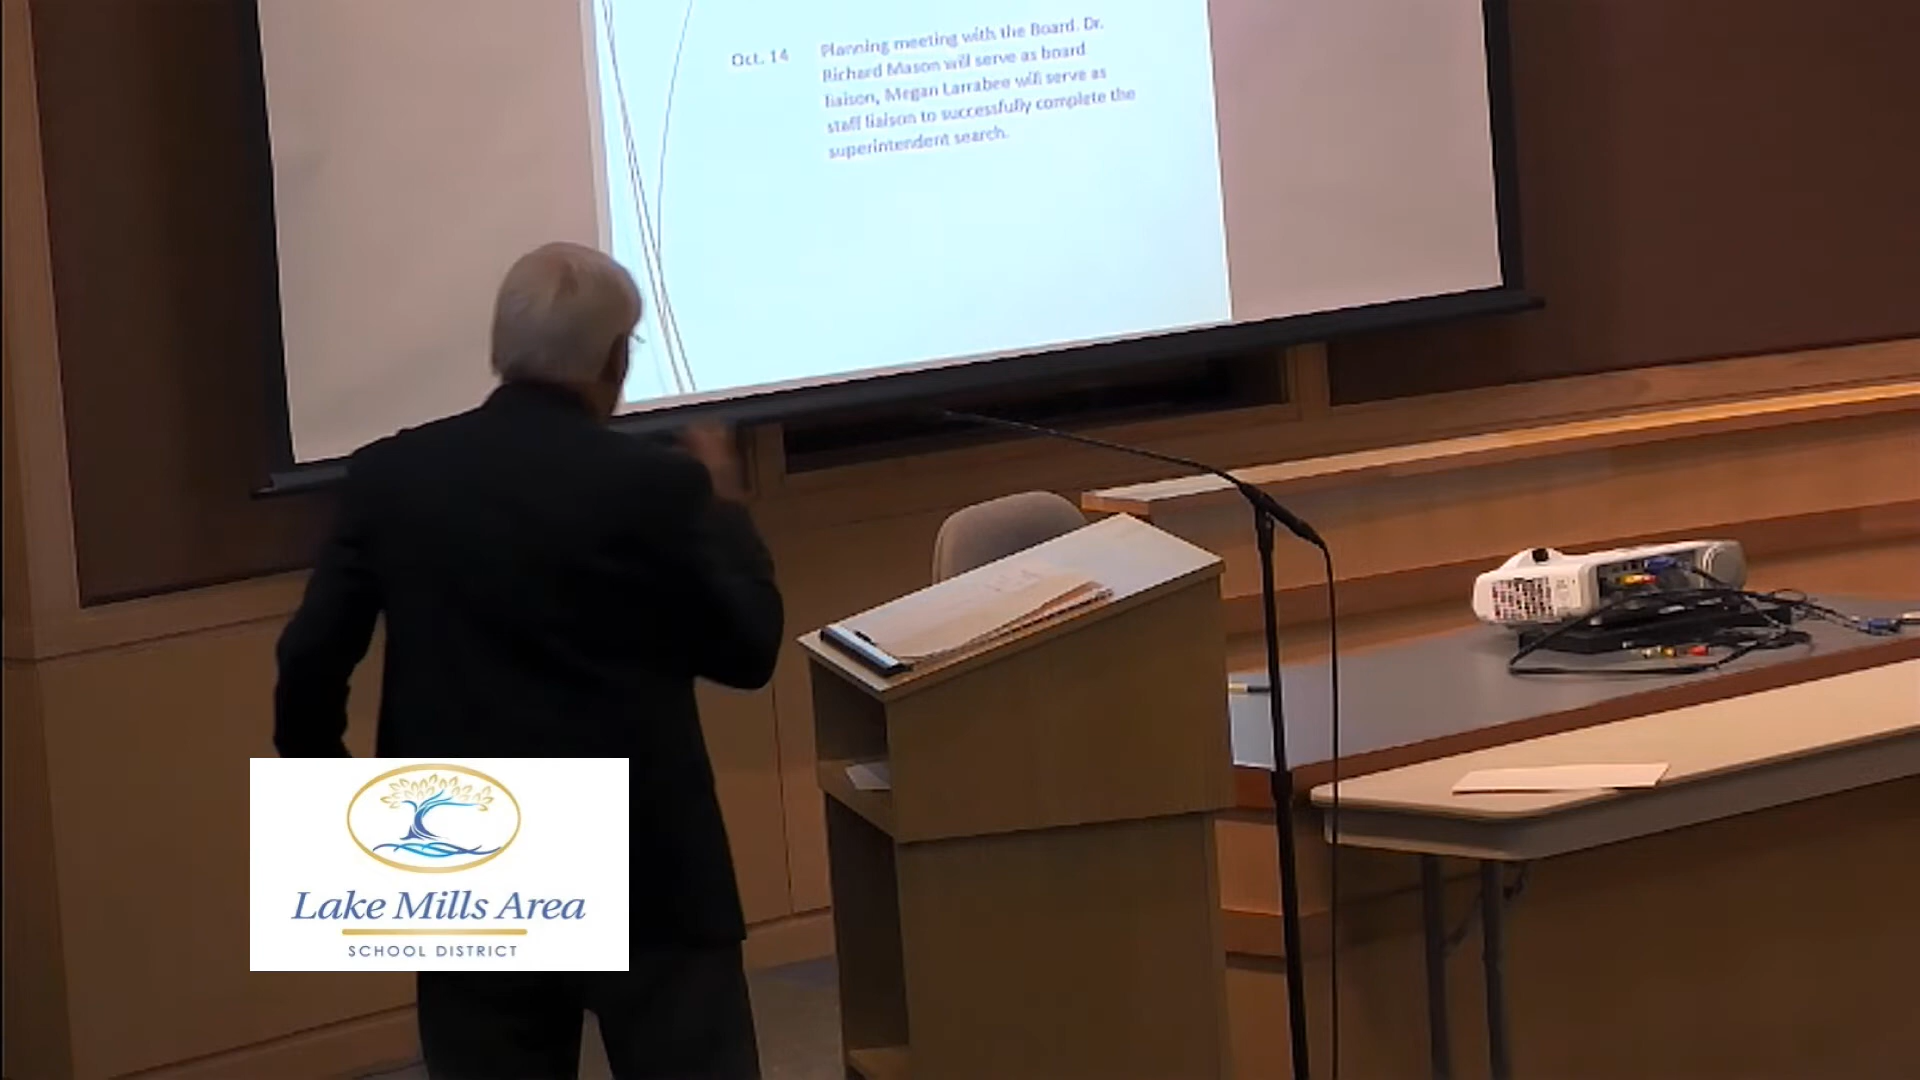 Oct. 14
Planning meeting with the Board. Dr.
Richard Mason will serve as board
liaison, Megan Larrabee will serve as
staff liaison to successfully complete the
superintendent search.
Lake Mills Area
SCHOOL DISTRICT